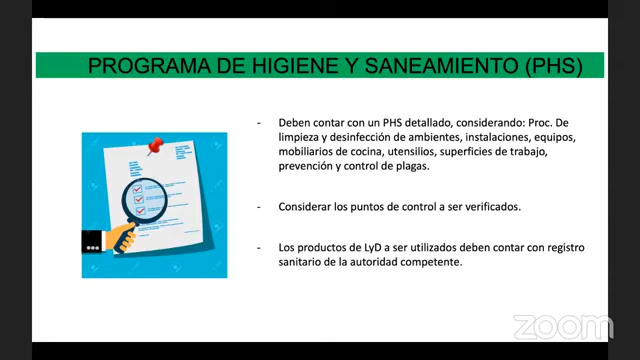 PROGRAMA DE HIGIENE Y SANEAMIENTO (PHS)
- Deben contar con un PHS detallado, considerando: Proc. De
limpieza y desinfección de ambientes, instalaciones, equipos,
mobiliarios de cocina, utensilios, superficies de trabajo,
prevención y control de plagas.
- Considerar los puntos de control a ser verificados.
- Los productos de LyD a ser utilizados deben contar con registro
sanitario de la autoridad competente.
zoom